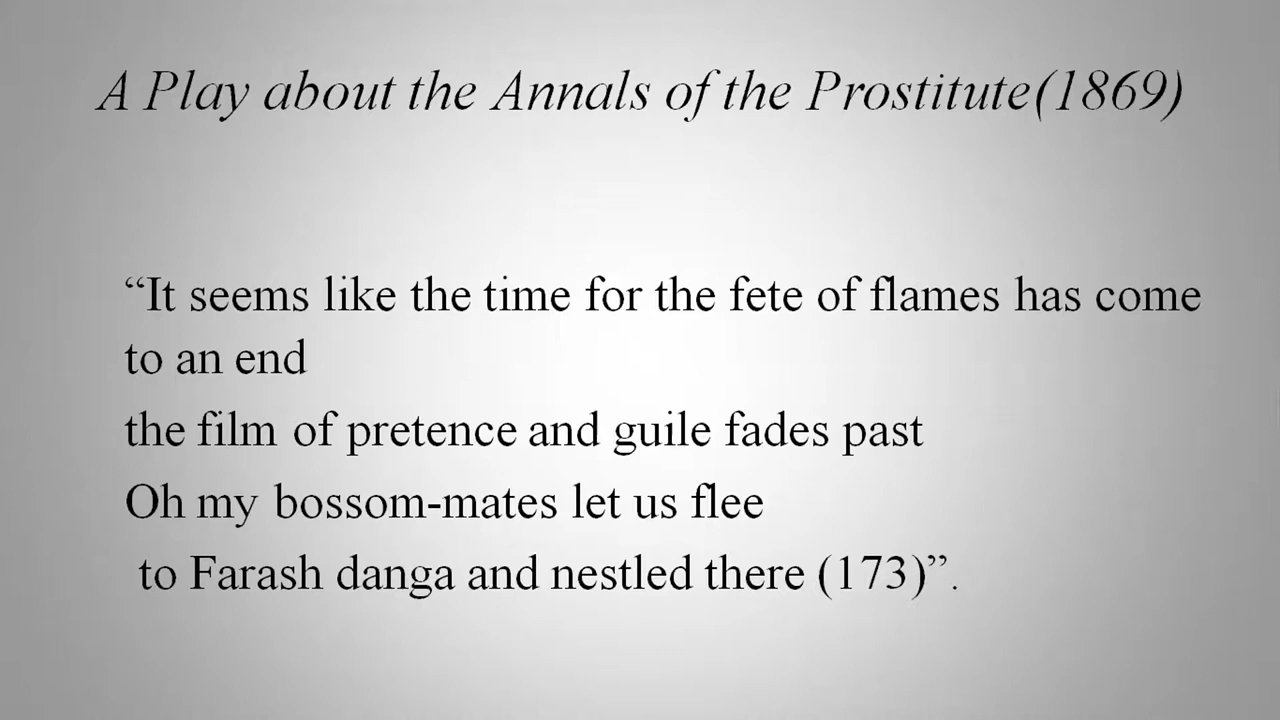 A Play about the Annals of the Prostitute(1869)
“It seems like the time for the fete of flames has come
to an end
the film of pretence and guile fades past
Oh my bossom-mates let us flee
to Farash danga and nestled there (173)”.